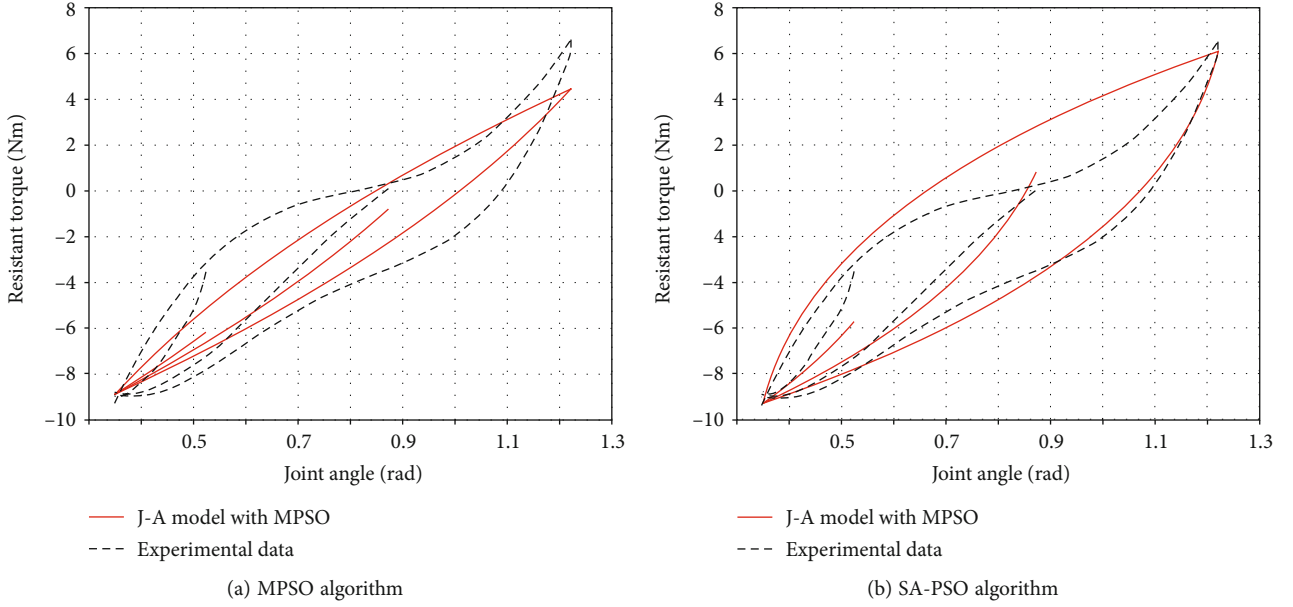 8
6
4
2
0
−2
−4
−6
−8
−10
0.5 0.7 0.9 1.1 1.3
Resistant torque (Nm)
Joint angle (rad)
J-A model with MPSO
Experimental data
(a) MPSO algorithm
8
6
4
2
0
2
4
−4
−6
−8
−10
0.5 0.7 0.9 1.1 1.3
Resistant torque (Nm)
Joint angle (rad)
J-A model with MPSO
Experimental data
(b) SA-PSO algorithm